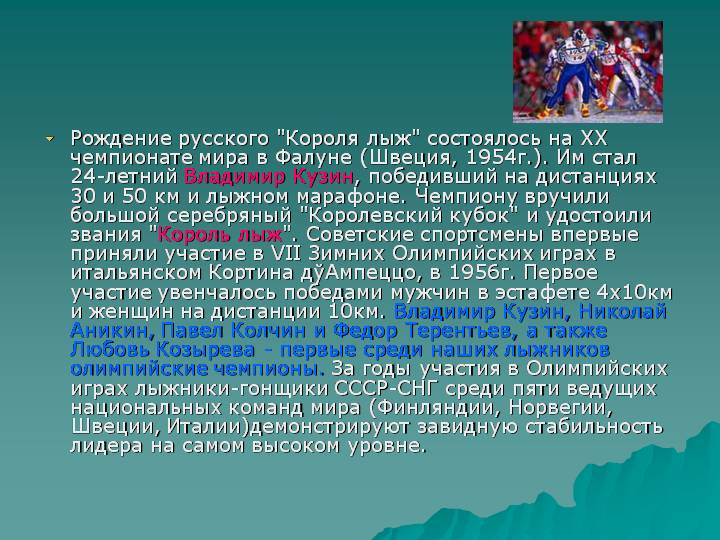 Рождение русского "Короля лыж" состоялось на XX
чемпионате мира в Фалуне (Швеция, 1954г.). Им стал
24-летний Владимир Кузин, победивший на дистанциях
30 и 50 км и лыжном марафоне. Чемпиону вручили
большой серебряный "Королевский кубок" и удостоили
звания "Король лыж". Советские спортсмены впервые
приняли участие в VII Зимних Олимпийских играх в
итальянском Кортина дўАмпеццо, в 1956г. Первое
участие увенчалось победами мужчин в эстафете 4х10км
и женщин на дистанции 10км. Владимир Кузин, Николай
Аникин, Павел Колчин и Федор Терентьев, а также
Любовь Козырева – первые среди наших лыжников
олимпийские чемпионы. За годы участия в Олимпийских
играх лыжники-гонщики СССР-СНГ среди пяти ведущих
национальных команд мира (Финляндии, Норвегии,
Швеции, Италии)демонстрируют завидную стабильность
лидера на самом высоком уровне.